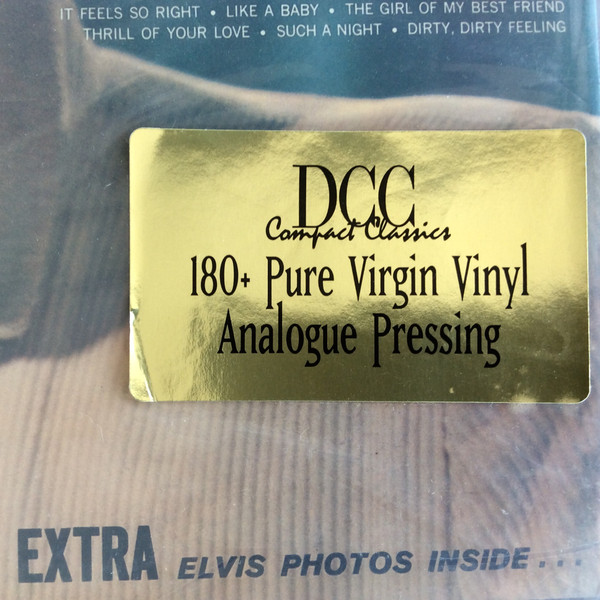 IT FEELS SO RIGHT • LIKE A BABY • THE GIRL OF MY BEST FRIEND
THRILL OF YOUR LOVE • SUCH A NIGHT • DIRTY, DIRTY FEELING
DCC
Compact Classics
180+ Pure Virgin Vinyl
Analogue Pressing
EXTRA ELVIS PHOTOS INSIDE...